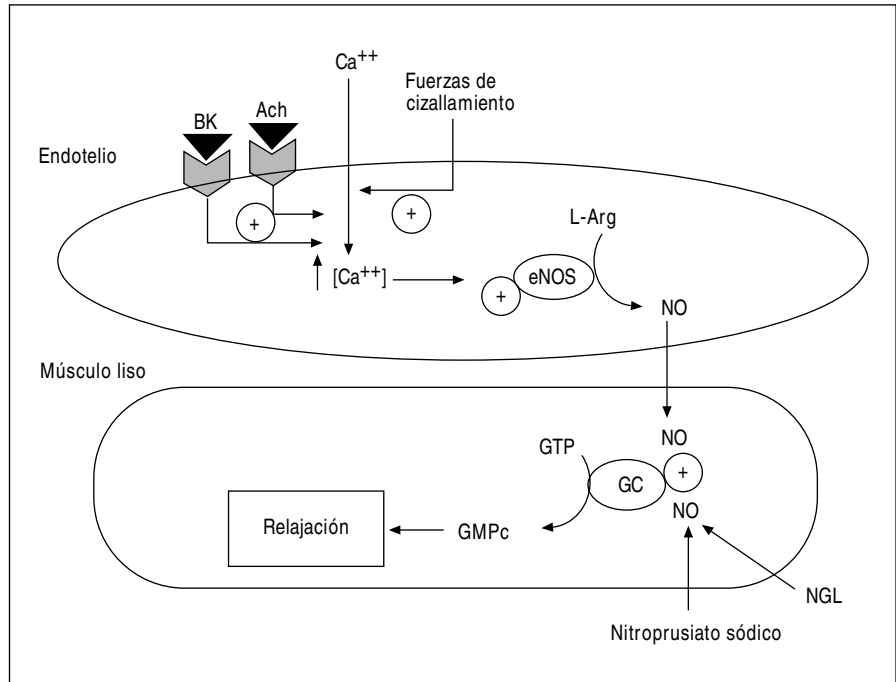 Ca++
Fuerzas de
cizallamiento
BK
Ach
Endotelio
+
+
L-Arg
[Ca++]
eNOS
+
NO
Músculo liso
NO
GTP
GC
+
NO
Relajación
GMPc
NGL
Nitroprusiato sódico